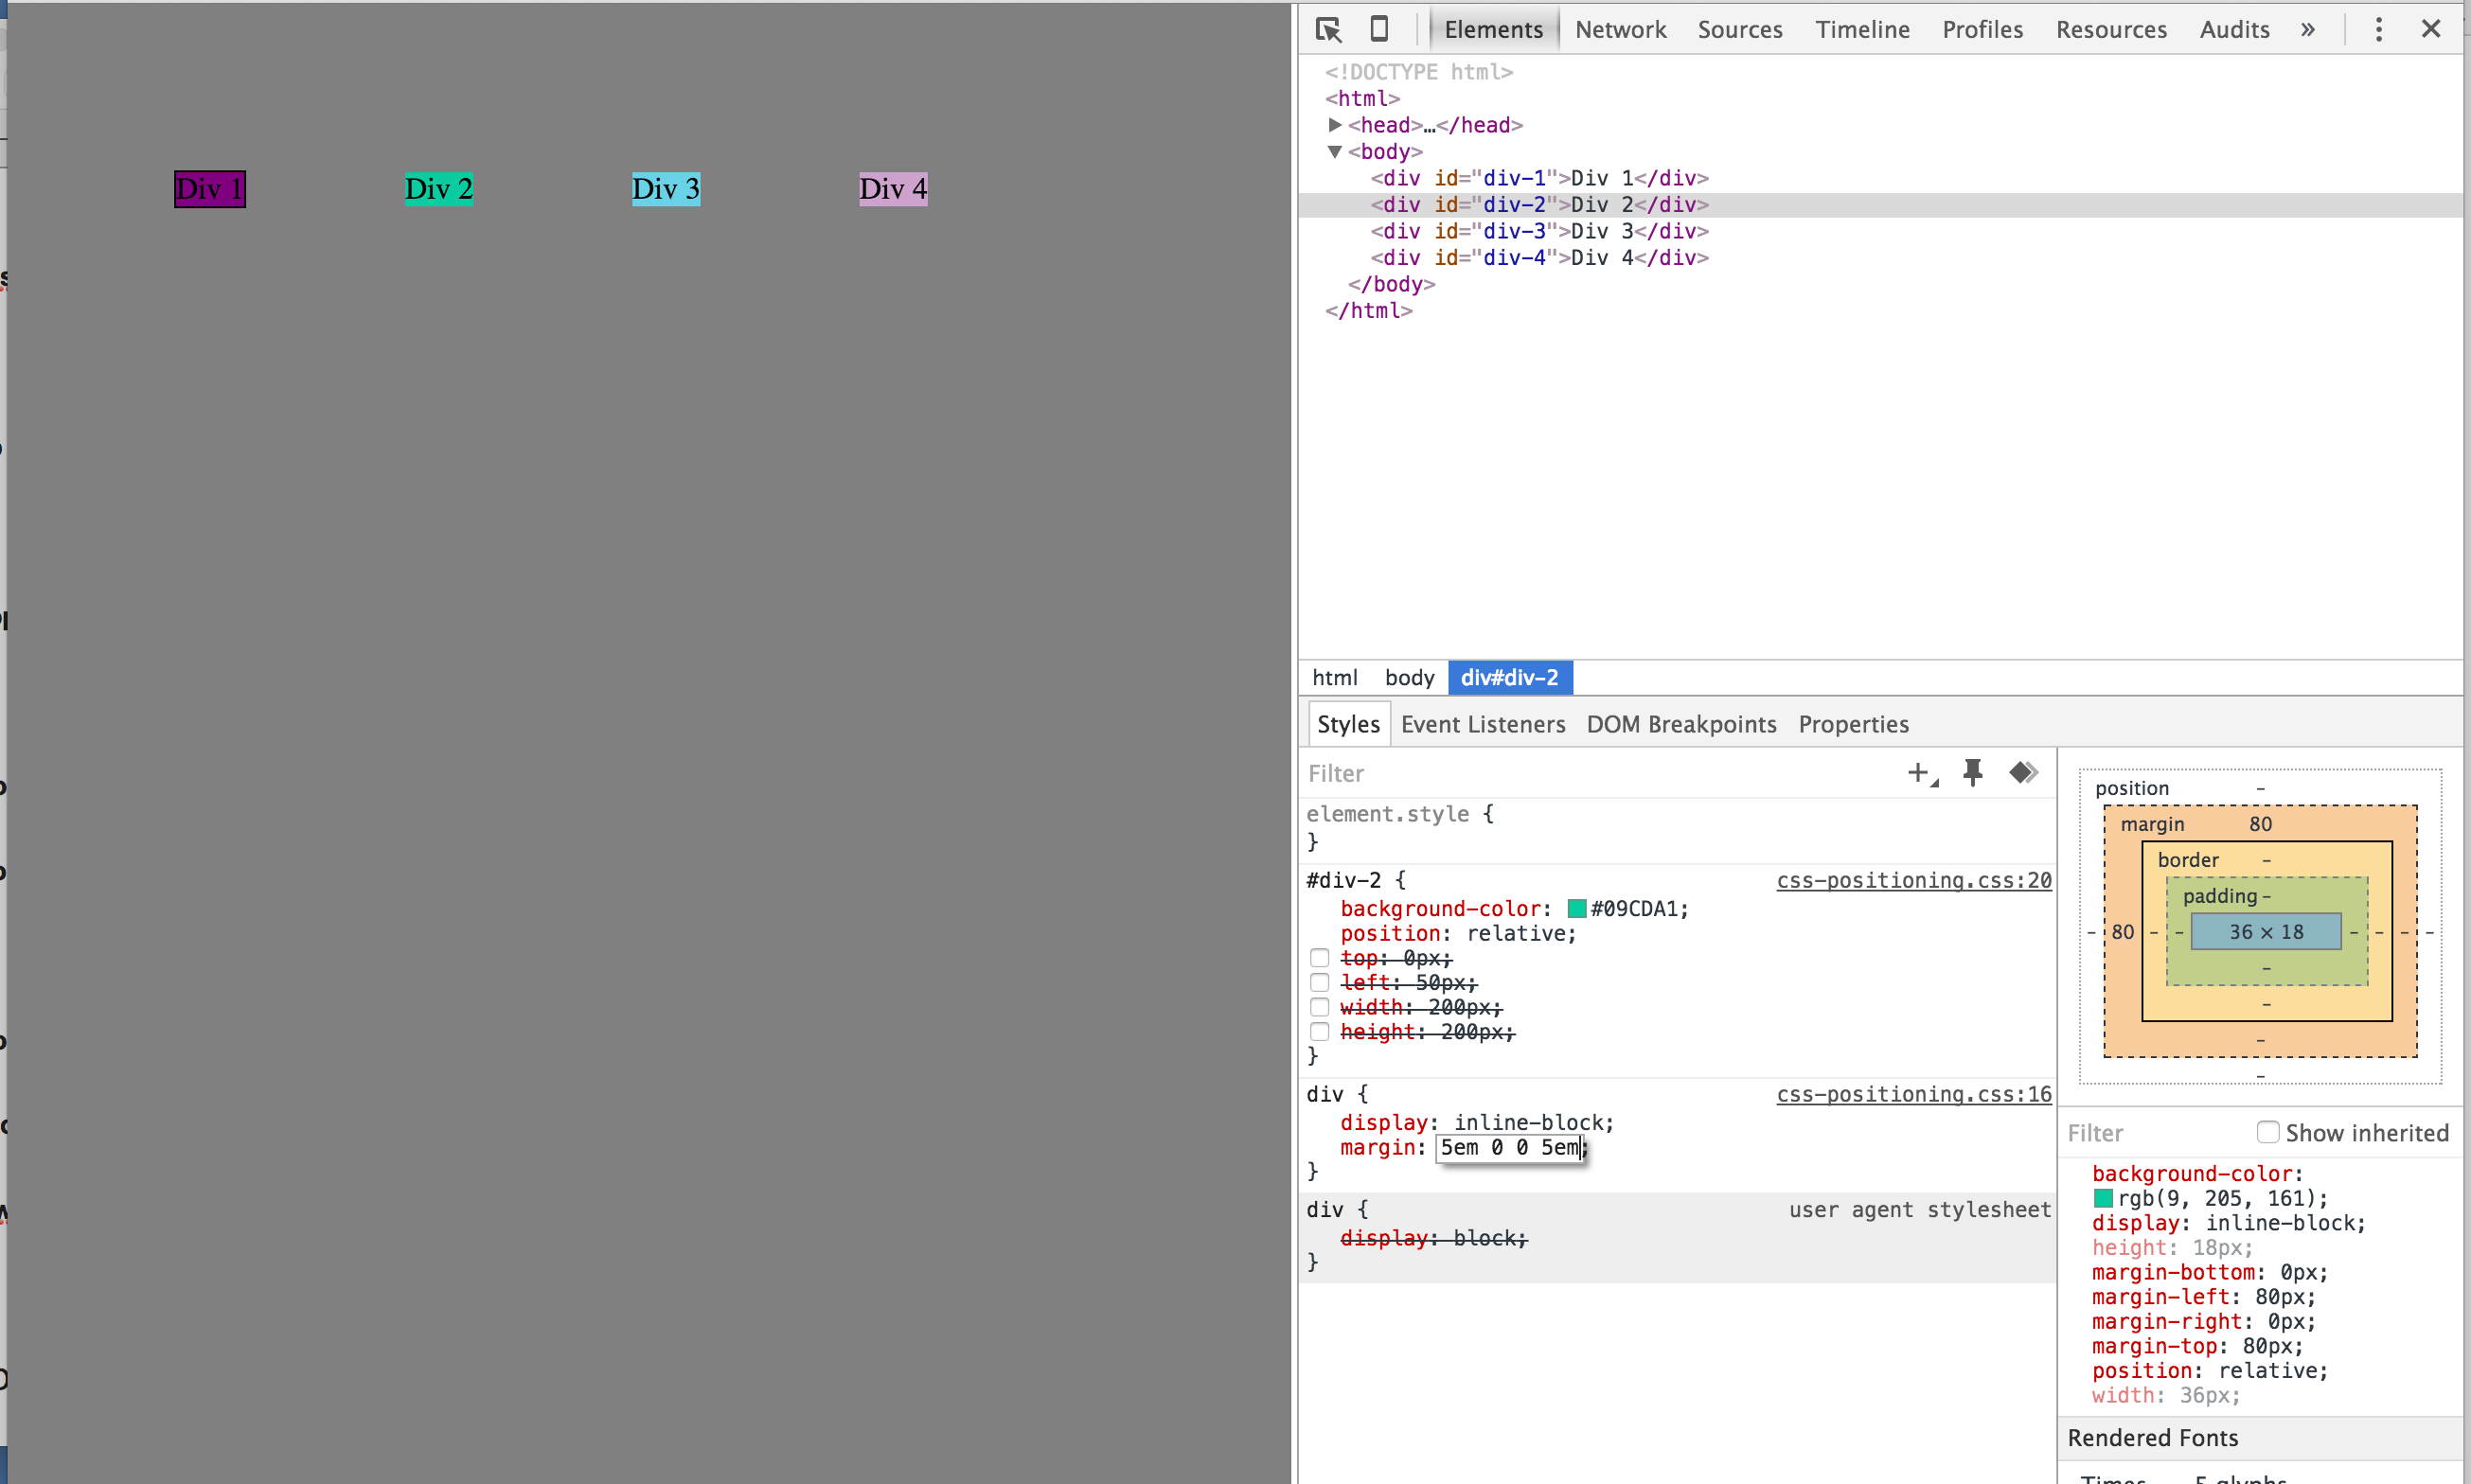 Div 1 Div 2 Div 3 Div 4
Elements Network Sources Timeline Profiles Resources Audits »
<!DOCTYPE html>
<html>
<head>…</head>
<body>
<div id="div-1">Div 1</div>
<div id="div-2">Div 2</div>
<div id="div-3">Div 3</div>
<div id="div-4">Div 4</div>
</body>
</html>
html body div#div-2
Styles Event Listeners DOM Breakpoints Properties
Filter
element.style {
}
#div-2 { css-positioning.css:20
background-color: #09CDA1;
position: relative;
top: 0px;
left: 50px;
width: 200px;
height: 200px;
}
div { css-positioning.css:16
display: inline-block;
margin: 5em 0 0 5em;
}
div { user agent stylesheet
display: block;
}
position -
margin 80
border -
padding -
- 80 - - 36 × 18 - - - -
-
-
-
-
Filter Show inherited
background-color:
rgb(9, 205, 161);
display: inline-block;
height: 18px;
margin-bottom: 0px;
margin-left: 80px;
margin-right: 0px;
margin-top: 80px;
position: relative;
width: 36px;
Rendered Fonts
Times 5 glyphs